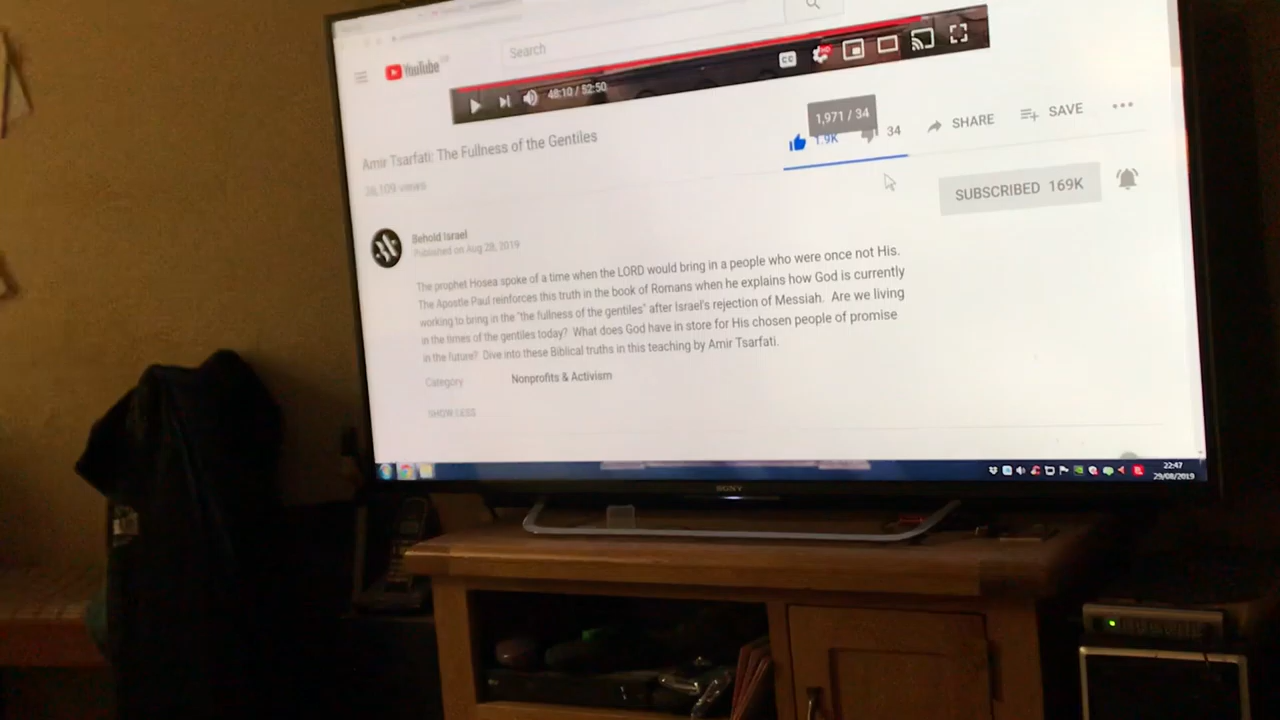 YouTube
Search
48:10 / 52:50
CC
HD
Amir Tsarfati: The Fullness of the Gentiles
1,971 / 34
1.9K
34
SHARE
SAVE
28,109 views
SUBSCRIBED 169K
Behold Israel
Published on Aug 28, 2019
The prophet Hosea spoke of a time when the LORD would bring in a people who were once not His.
The Apostle Paul reinforces this truth in the book of Romans when he explains how God is currently
working to bring in the "the fullness of the gentiles" after Israel's rejection of Messiah. Are we living
in the times of the gentiles today? What does God have in store for His chosen people of promise
in the future? Dive into these Biblical truths in this teaching by Amir Tsarfati.
Category
Nonprofits & Activism
SHOW LESS
22:47
29/08/2019
SONY